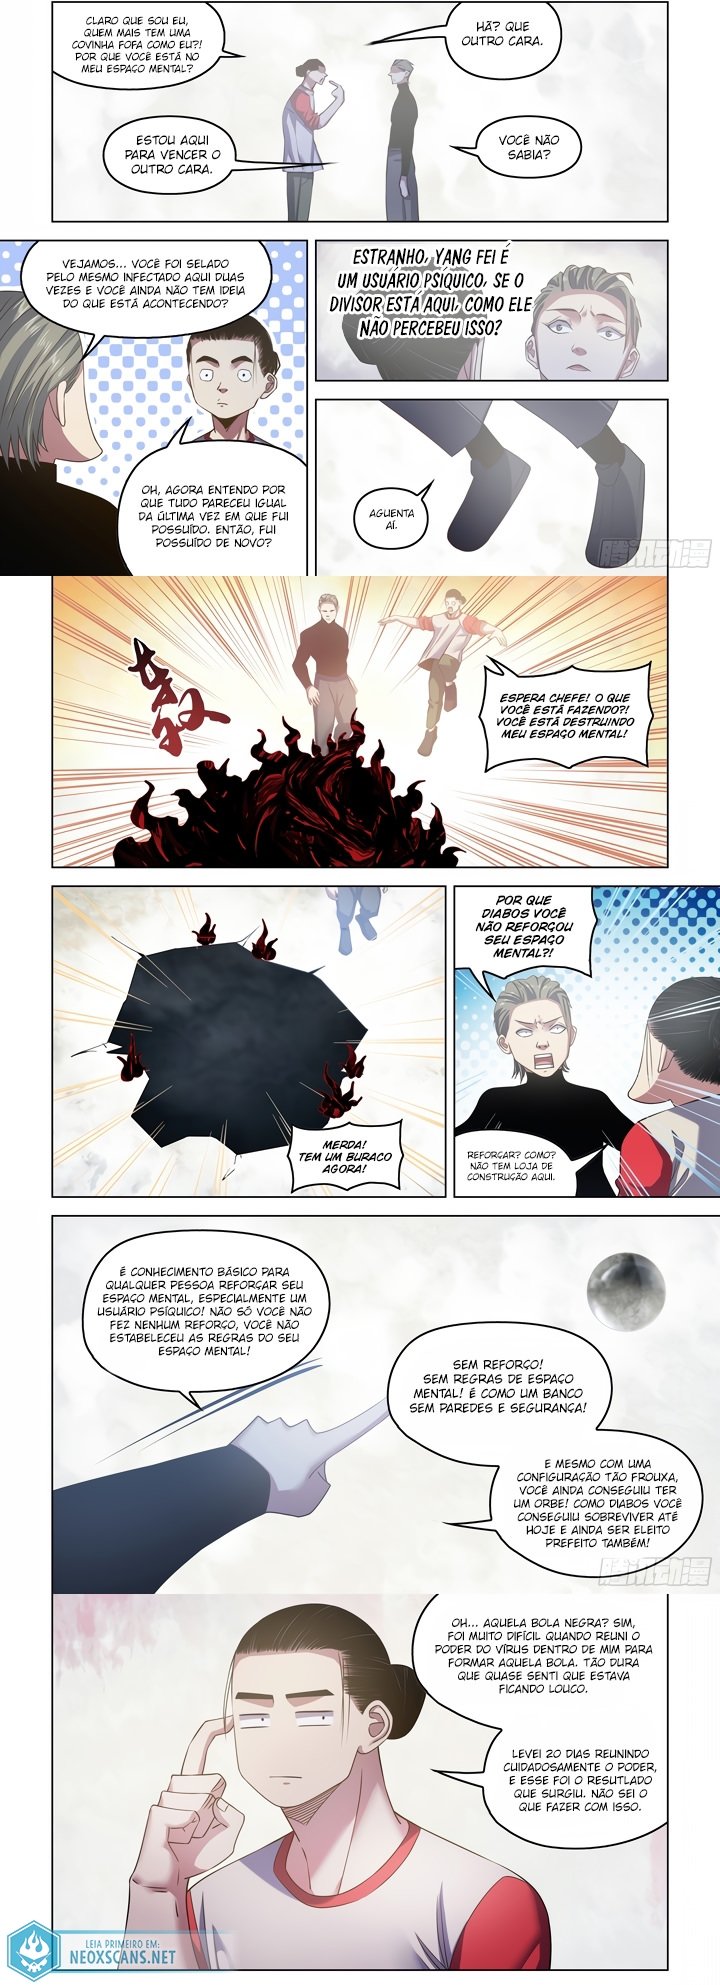 CLARO QUE SOU EU,
QUEM MAIS TEM UMA
COVINHA FOFA COMO EU?!
POR QUE VOCÊ ESTÁ NO
MEU ESPAÇO MENTAL?
HÃ? QUE
OUTRO CARA.
ESTOU AQUI
PARA VENCER O
OUTRO CARA.
VOCÊ NÃO
SABIA?
VEJAMOS... VOCÊ FOI SELADO
PELO MESMO INFECTADO AQUI DUAS
VEZES E VOCÊ AINDA NÃO TEM IDEIA
DO QUE ESTÁ ACONTECENDO?
ESTRANHO, YANG FEI É
UM USUÁRIO PSÍQUICO, SE O
DIVISOR ESTÁ AQUI, COMO ELE
NÃO PERCEBEU ISSO?
OH, AGORA ENTENDO POR
QUE TUDO PARECEU IGUAL
DA ÚLTIMA VEZ EM QUE FUI
POSSUÍDO. ENTÃO, FUI
POSSUÍDO DE NOVO?
AGUENTA
AÍ.
腾讯动漫
ESPERA CHEFE! O QUE
VOCÊ ESTÁ FAZENDO?!
VOCÊ ESTÁ DESTRUINDO
MEU ESPAÇO MENTAL!
POR QUE
DIABOS VOCÊ
NÃO REFORÇOU
SEU ESPAÇO
MENTAL?!
MERDA!
TEM UM BURACO
AGORA!
REFORÇAR? COMO?
NÃO TEM LOJA DE
CONSTRUÇÃO AQUI.
É CONHECIMENTO BÁSICO PARA
QUALQUER PESSOA REFORÇAR SEU
ESPAÇO MENTAL, ESPECIALMENTE UM
USUÁRIO PSÍQUICO! NÃO SÓ VOCÊ NÃO
FEZ NENHUM REFORÇO, VOCÊ NÃO
ESTABELECEU AS REGRAS DO SEU
ESPAÇO MENTAL!
SEM REFORÇO!
SEM REGRAS DE ESPAÇO
MENTAL! É COMO UM BANCO
SEM PAREDES E SEGURANÇA!
E MESMO COM UMA
CONFIGURAÇÃO TÃO FROUXA,
VOCÊ AINDA CONSEGUIU TER
UM ORBE! COMO DIABOS VOCÊ
CONSEGUIU SOBREVIVER ATÉ
HOJE E AINDA SER ELEITO
PREFEITO TAMBÉM!
腾讯动漫
OH... AQUELA BOLA NEGRA? SIM,
FOI MUITO DIFÍCIL QUANDO REUNI O
PODER DO VÍRUS DENTRO DE MIM PARA
FORMAR AQUELA BOLA. TÃO DURA
QUE QUASE SENTI QUE ESTAVA
FICANDO LOUCO.
LEVEI 20 DIAS REUNINDO
CUIDADOSAMENTE O PODER,
E ESSE FOI O RESUTLADO
QUE SURGIU. NÃO SEI O
QUE FAZER COM ISSO.
LEIA PRIMEIRO EM:
NEOXSCANS.NET